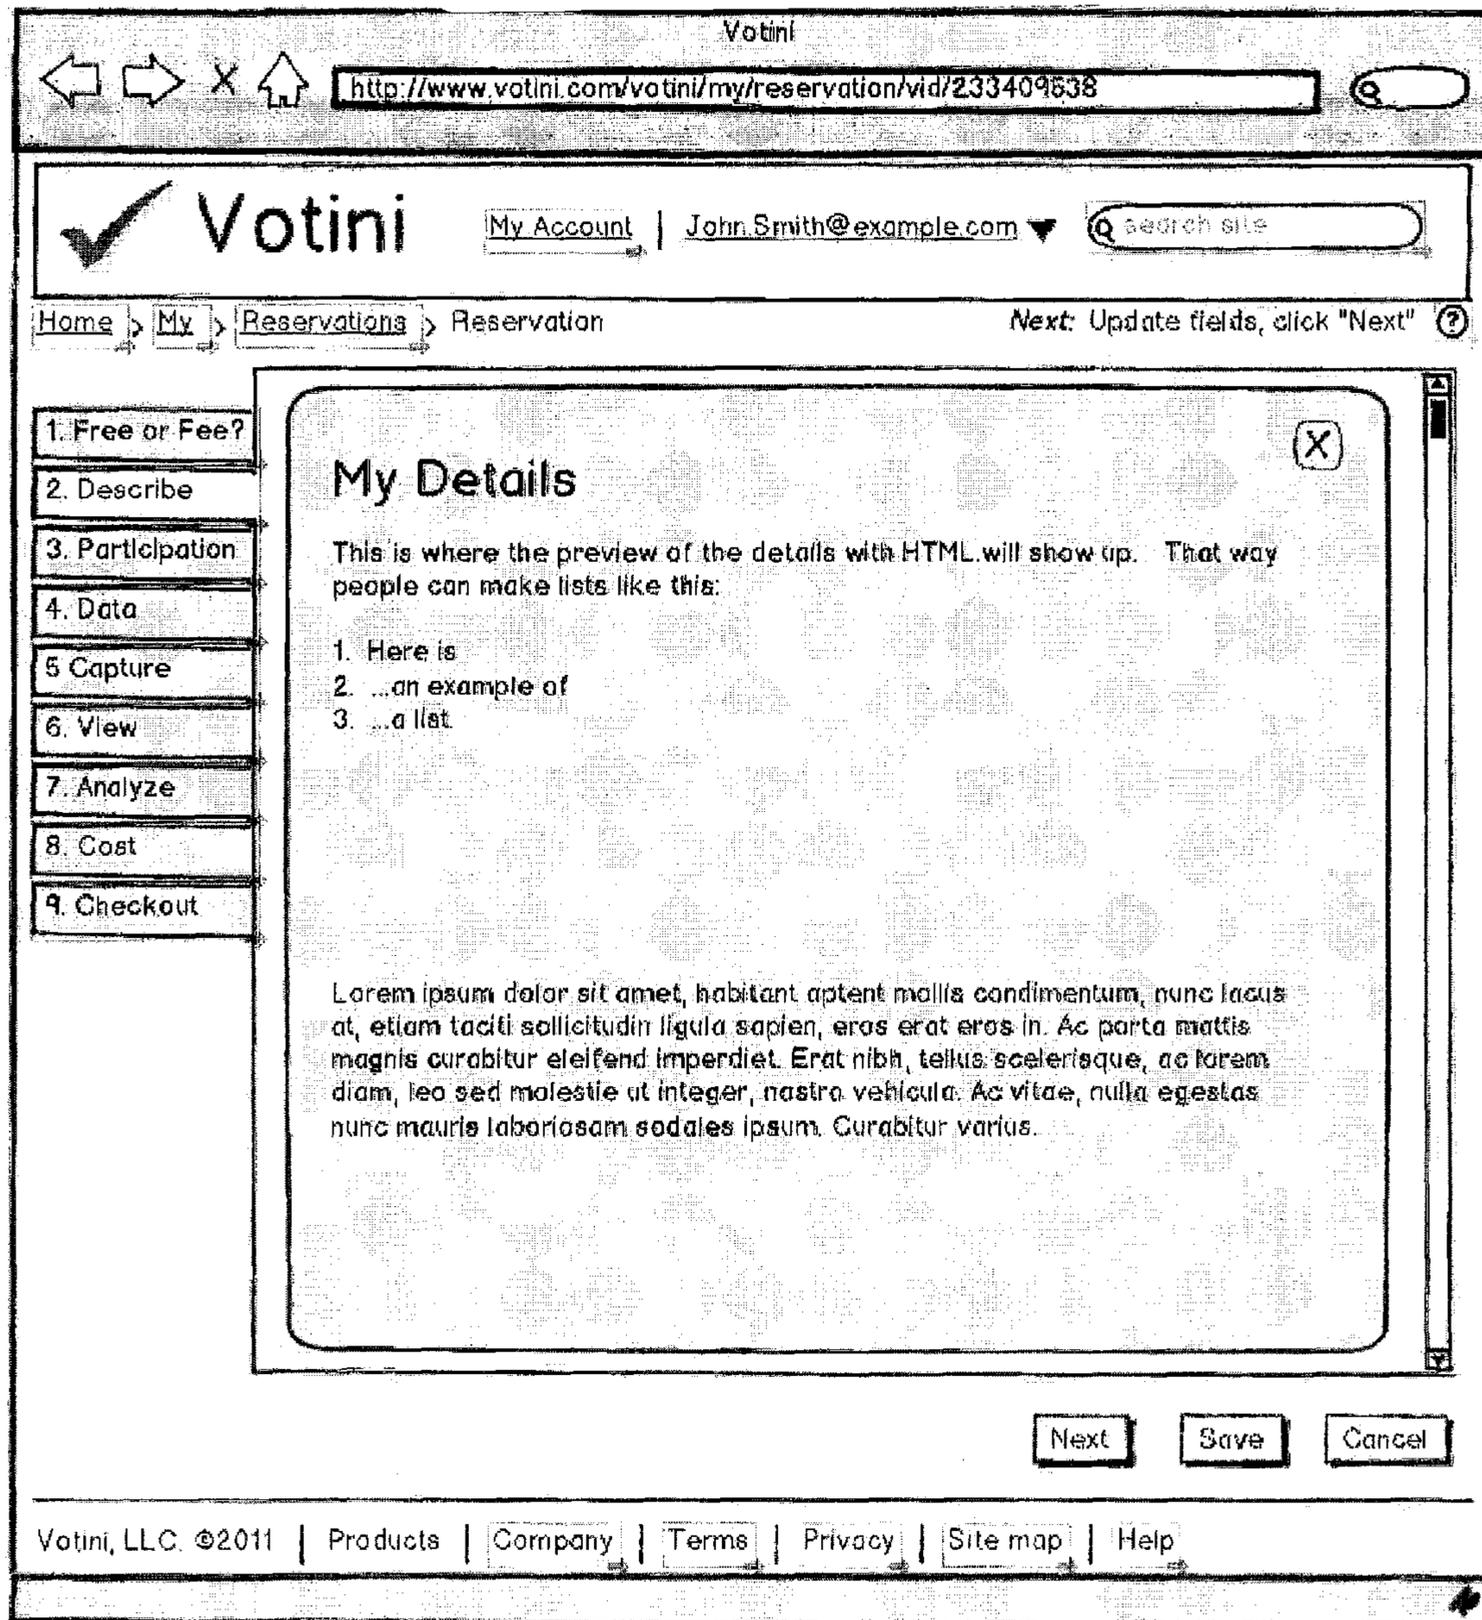 Votini
http://www.votini.com/votini/my/reservation/vid/233409538
Votini
My Account | John.Smith@example.com
search site
Home > My > Reservations > Reservation
Next: Update fields, click "Next" ?
1. Free or Fee?
2. Describe
3. Participation
4. Data
5 Capture
6. View
7. Analyze
8. Cost
9. Checkout
X
My Details
This is where the preview of the details with HTML will show up. That way
people can make lists like this:
1. Here is
2. ...an example of
3. ...a list.
Lorem ipsum dolor sit amet, habitant aptent mollis condimentum, nunc lacus
at, etiam taciti sollicitudin ligula sapien, eros erat eros in. Ac porta mattis
magnis curabitur eleifend imperdiet. Erat nibh, tellus scelerisque, ac lorem
diam, leo sed molestie ut integer, nostra vehicula. Ac vitae, nulla egestas
nunc mauris laboriosam sodales ipsum. Curabitur varius.
Next Save Cancel
Votini, LLC. ©2011 | Products | Company | Terms | Privacy | Site map | Help